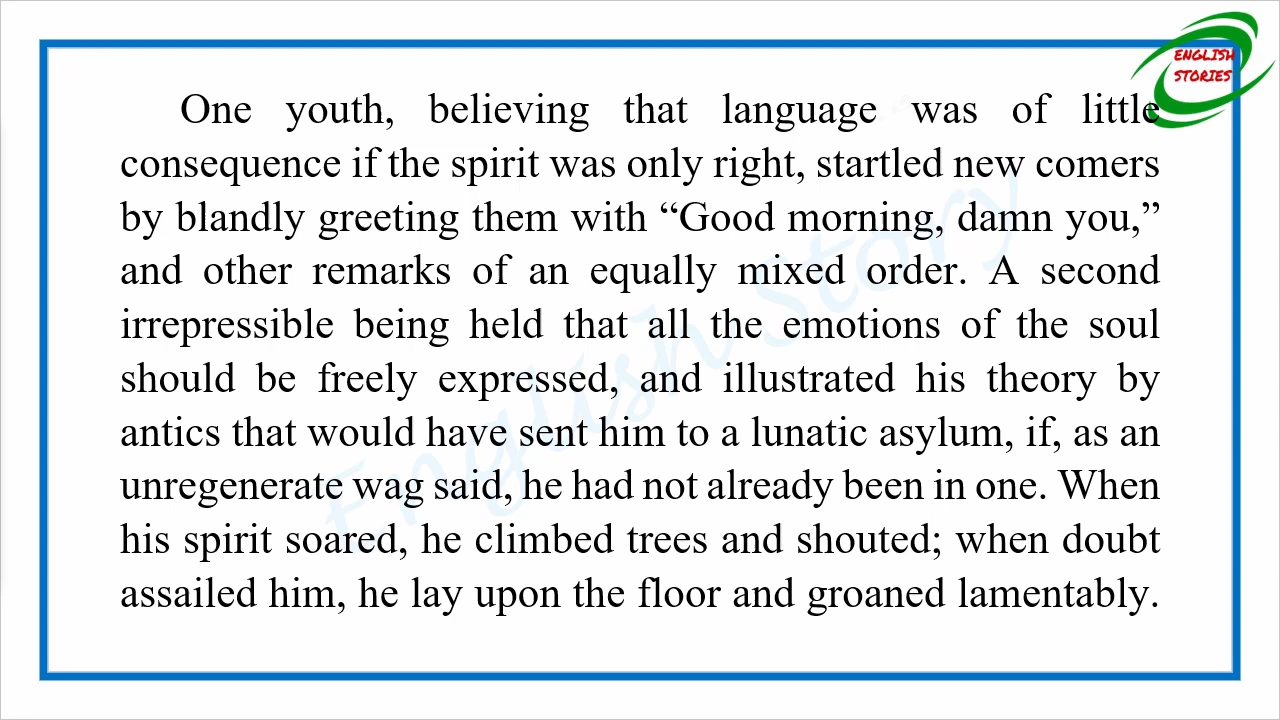 ENGLISH
STORIES
One youth, believing that language was of little
consequence if the spirit was only right, startled new comers
by blandly greeting them with “Good morning, damn you,”
and other remarks of an equally mixed order. A second
irrepressible being held that all the emotions of the soul
should be freely expressed, and illustrated his theory by
antics that would have sent him to a lunatic asylum, if, as an
unregenerate wag said, he had not already been in one. When
his spirit soared, he climbed trees and shouted; when doubt
assailed him, he lay upon the floor and groaned lamentably.
English Story